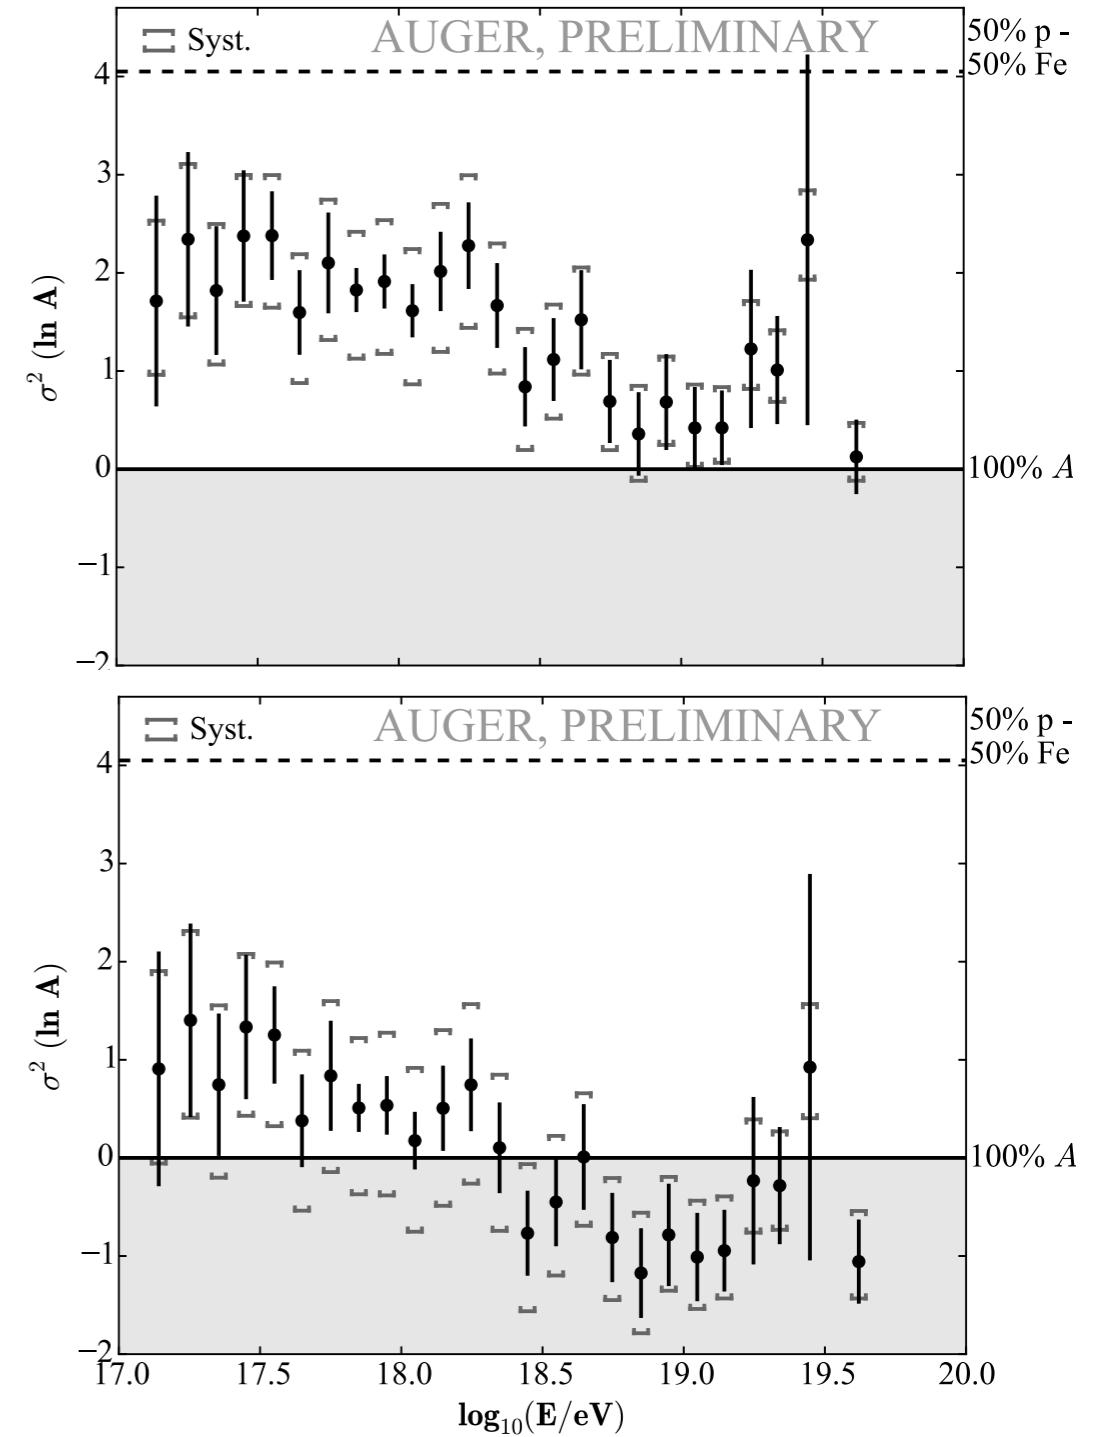 Syst.
AUGER, PRELIMINARY
50% p -
50% Fe
4
3
2
1
0
−1
−2
σ² (ln A)
100% A
Syst.
AUGER, PRELIMINARY
50% p -
50% Fe
4
3
2
1
0
−1
−2
σ² (ln A)
100% A
17.0 17.5 18.0 18.5 19.0 19.5 20.0
log₁₀(E/eV)